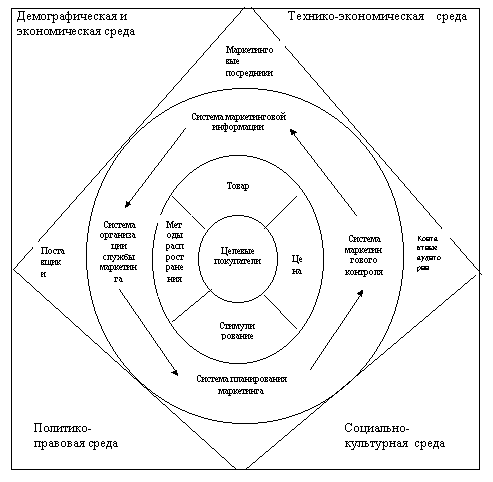 Демографическая и
экономическая среда
Технико-экономическая среда
Маркетинго
вые
посредники
Система маркетинговой
информации
Товар
Система
организа
ции
службы
маркетин
га
Мет
оды
расп
рост
ране
ния
Целевые
покупатели
Це
на
Система
маркетин
гового
контроля
Поста
вщик
и
Конта
ктные
аудито
рии
Стимули
рование
Система планирования
маркетинга
Политико-
правовая среда
Социально-
культурная среда